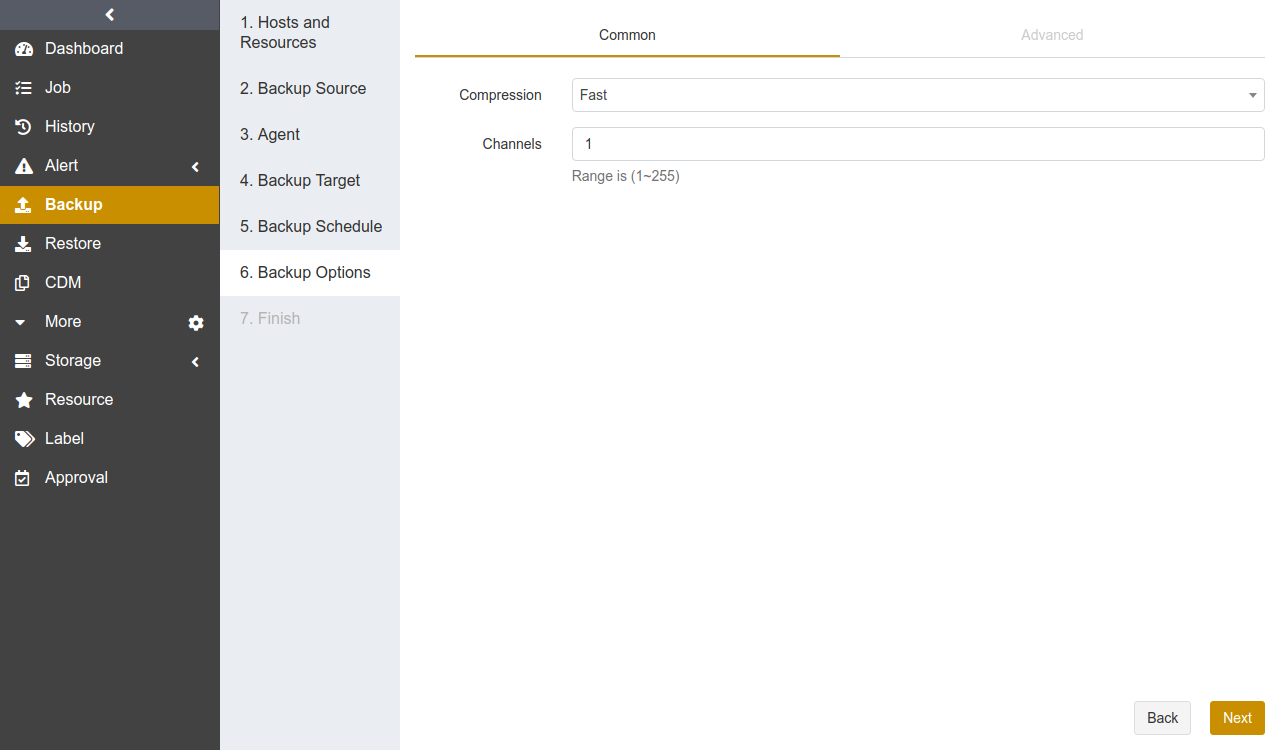 Dashboard
Job
History
Alert
Backup
Restore
CDM
More
Storage
Resource
Label
Approval
1. Hosts and
Resources
2. Backup Source
3. Agent
4. Backup Target
5. Backup Schedule
6. Backup Options
7. Finish
Common
Advanced
Compression
Fast
Channels
1
Range is (1~255)
Back
Next